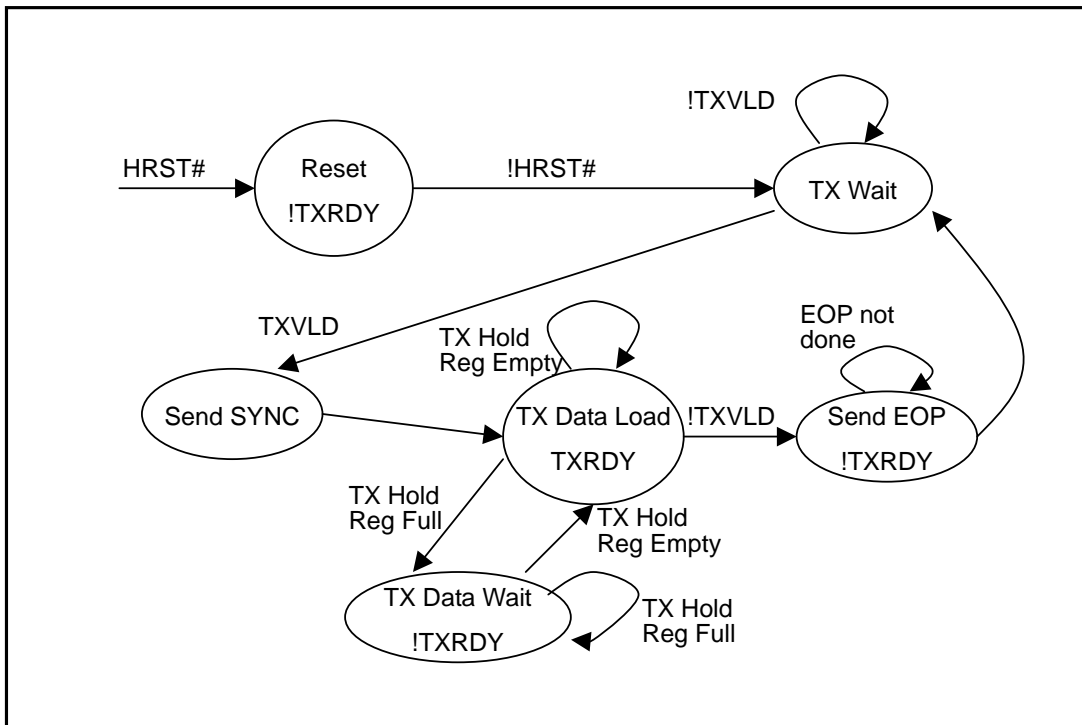 !TXVLD
HRST#
Reset
!TXRDY
!HRST#
TX Wait
TXVLD
TX Hold
Reg Empty
EOP not
done
Send SYNC
TX Data Load
TXRDY
!TXVLD
Send EOP
!TXRDY
TX Hold
Reg Full
TX Hold
Reg Empty
TX Data Wait
!TXRDY
TX Hold
Reg Full